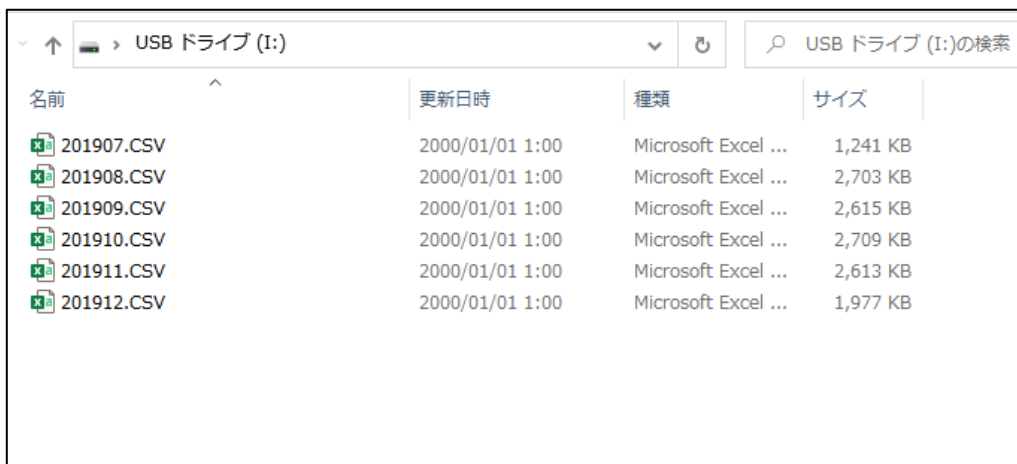 USB ドライブ (I:) USB ドライブ (I:)の検索
名前 更新日時 種類 サイズ
201907.CSV 2000/01/01 1:00 Microsoft Excel ... 1,241 KB
201908.CSV 2000/01/01 1:00 Microsoft Excel ... 2,703 KB
201909.CSV 2000/01/01 1:00 Microsoft Excel ... 2,615 KB
201910.CSV 2000/01/01 1:00 Microsoft Excel ... 2,709 KB
201911.CSV 2000/01/01 1:00 Microsoft Excel ... 2,613 KB
201912.CSV 2000/01/01 1:00 Microsoft Excel ... 1,977 KB